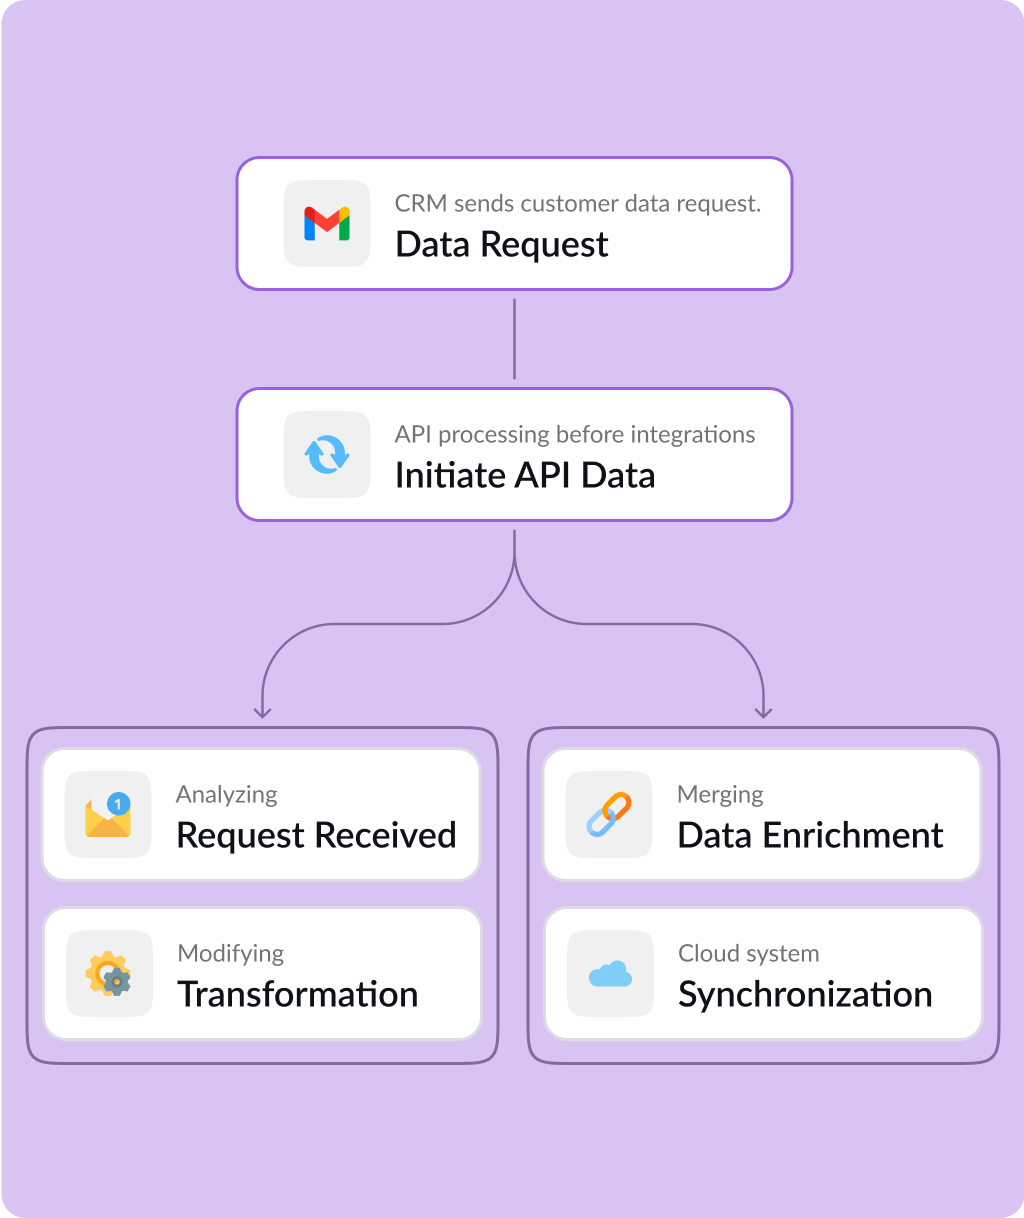 CRM sends customer data request.
Data Request
API processing before integrations
Initiate API Data
Analyzing
Request Received
1
Modifying
Transformation
Merging
Data Enrichment
Cloud system
Synchronization